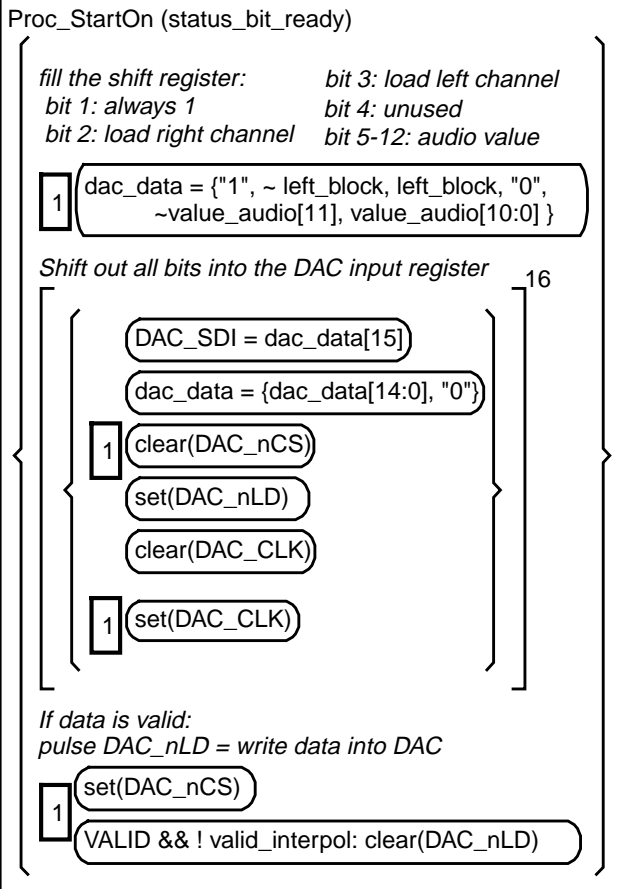 Proc_StartOn (status_bit_ready)
fill the shift register:
bit 1: always 1
bit 2: load right channel
bit 3: load left channel
bit 4: unused
bit 5-12: audio value
1
dac_data = {"1", ~ left_block, left_block, "0",
~value_audio[11], value_audio[10:0] }
Shift out all bits into the DAC input register
16
DAC_SDI = dac_data[15]
dac_data = {dac_data[14:0], "0"}
1
clear(DAC_nCS)
set(DAC_nLD)
clear(DAC_CLK)
1
set(DAC_CLK)
If data is valid:
pulse DAC_nLD = write data into DAC
1
set(DAC_nCS)
VALID && ! valid_interpol: clear(DAC_nLD)